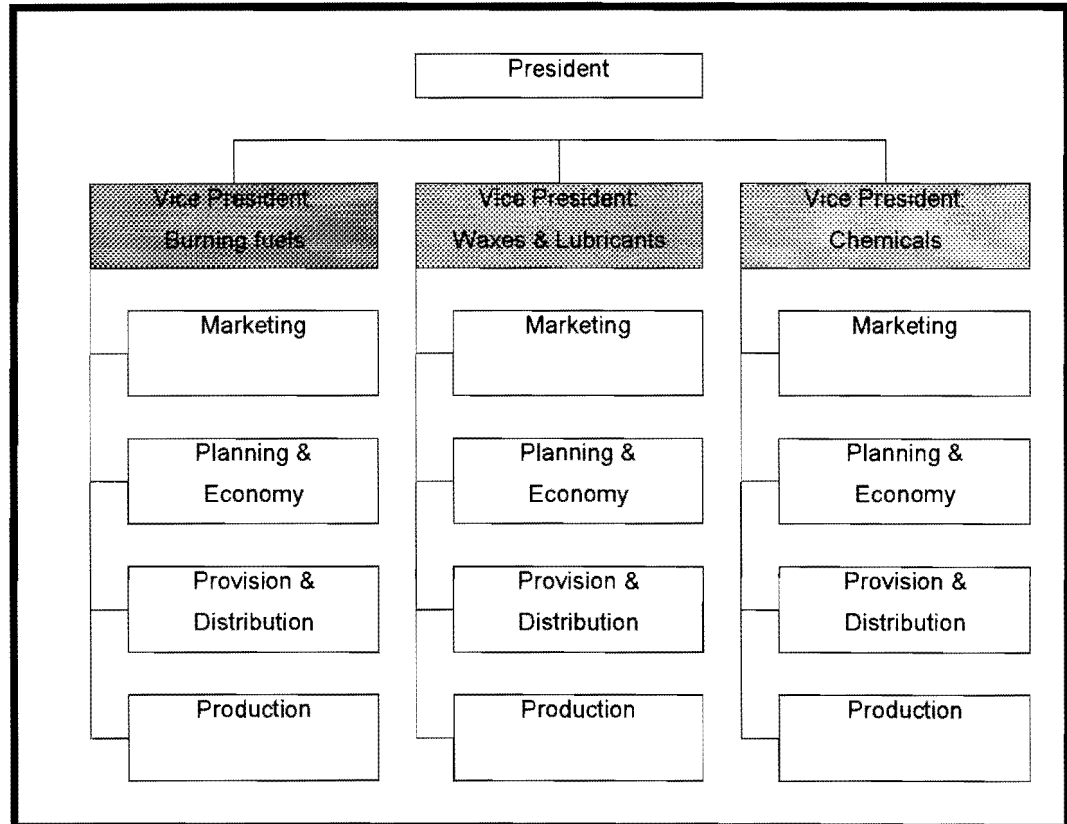 President
Vice President:
Burning fuels
Vice President:
Waxes & Lubricants
Vice President:
Chemicals
Marketing
Marketing
Marketing
Planning &
Economy
Planning &
Economy
Planning &
Economy
Provision &
Distribution
Provision &
Distribution
Provision &
Distribution
Production
Production
Production